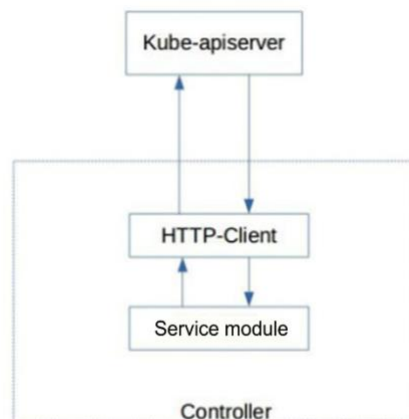 Kube-apiserver
HTTP-Client
Service module
Controller